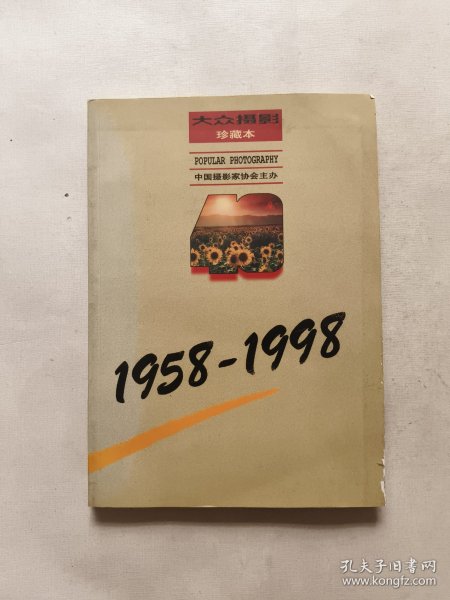 大众摄影
珍藏本
POPULAR PHOTOGRAPHY
中国摄影家协会主办
40
1958-1998
孔夫子旧书网
www.kongfz.com